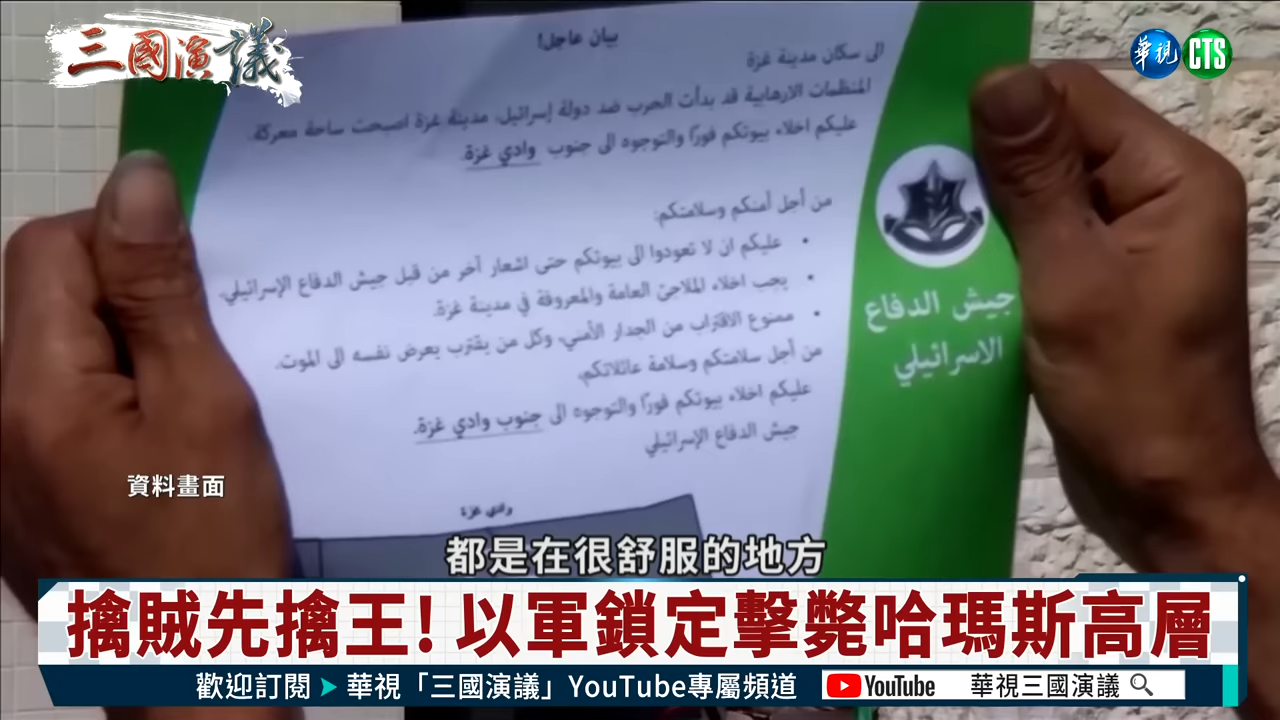 三國演議
華視 CTS
بيان عاجل!
الى سكان مدينة غزة
المنظمات الارهابية قد بدأت الحرب ضد دولة إسرائيل، مدينة غزة اصبحت ساحة معركة.
عليكم اخلاء بيوتكم فورًا والتوجوه الى جنوب وادي غزة.
من أجل أمنكم وسلامتكم:
• عليكم ان لا تعودوا الى بيوتكم حتى اشعار آخر من قبل جيش الدفاع الإسرائيلي.
• يجب اخلاء الملاجئ العامة والمعروفة في مدينة غزة.
• ممنوع الاقتراب من الجدار الأمني، وكل من يقترب يعرض نفسه الى الموت.
من أجل سلامتكم وسلامة عائلاتكم،
عليكم اخلاء بيوتكم فورًا والتوجوه الى جنوب وادي غزة.
جيش الدفاع الإسرائيلي
وادي غزة
جيش الدفاع
الاسرائيلي
資料畫面
都是在很舒服的地方
擒賊先擒王! 以軍鎖定擊斃哈瑪斯高層
歡迎訂閱 華視「三國演議」YouTube專屬頻道 YouTube 華視三國演議